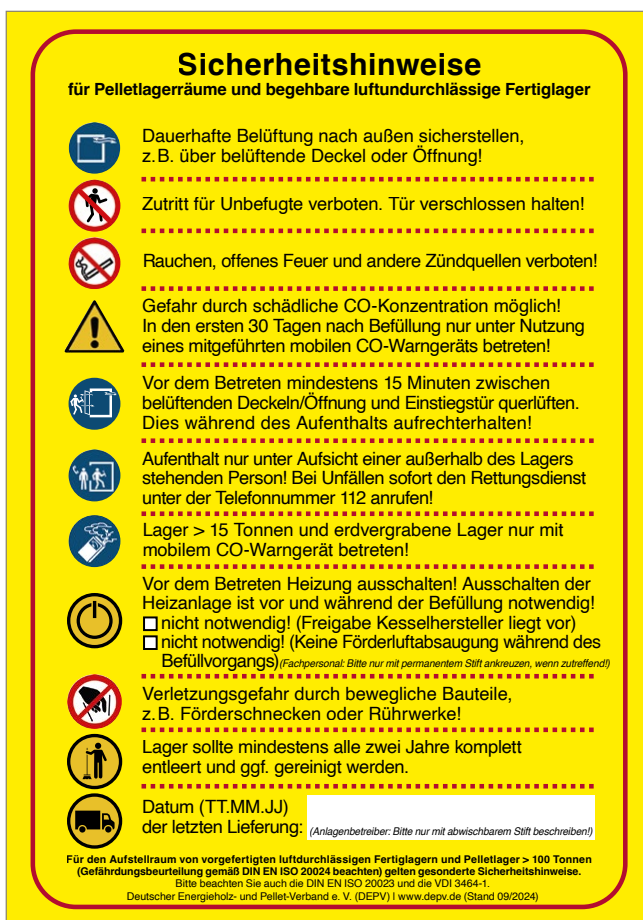 Sicherheitshinweise
für Pelletlagerräume und begehbare luftundurchlässige Fertiglager
Dauerhafte Belüftung nach außen sicherstellen,
z.B. über belüftende Deckel oder Öffnung!
Zutritt für Unbefugte verboten. Tür verschlossen halten!
Rauchen, offenes Feuer und andere Zündquellen verboten!
Gefahr durch schädliche CO-Konzentration möglich!
In den ersten 30 Tagen nach Befüllung nur unter Nutzung
eines mitgeführten mobilen CO-Warngeräts betreten!
Vor dem Betreten mindestens 15 Minuten zwischen
belüftenden Deckeln/Öffnung und Einstiegstür querlüften.
Dies während des Aufenthalts aufrechterhalten!
Aufenthalt nur unter Aufsicht einer außerhalb des Lagers
stehenden Person! Bei Unfällen sofort den Rettungsdienst
unter der Telefonnummer 112 anrufen!
Lager > 15 Tonnen und erdvergrabene Lager nur mit
mobilem CO-Warngerät betreten!
Vor dem Betreten Heizung ausschalten! Ausschalten der
Heizanlage ist vor und während der Befüllung notwendig!
nicht notwendig! (Freigabe Kesselhersteller liegt vor)
nicht notwendig! (Keine Förderluftabsaugung während des
Befüllvorgangs) (Fachpersonal: Bitte nur mit permanentem Stift ankreuzen, wenn zutreffend!)
Verletzungsgefahr durch bewegliche Bauteile,
z.B. Förderschnecken oder Rührwerke!
Lager sollte mindestens alle zwei Jahre komplett
entleert und ggf. gereinigt werden.
Datum (TT.MM.JJ)
der letzten Lieferung: (Anlagenbetreiber: Bitte nur mit abwischbarem Stift beschreiben!)
Für den Aufstellraum von vorgefertigten luftdurchlässigen Fertiglagern und Pelletlager > 100 Tonnen
(Gefährdungsbeurteilung gemäß DIN EN ISO 20024 beachten) gelten gesonderte Sicherheitshinweise.
Bitte beachten Sie auch die DIN EN ISO 20023 und die VDI 3464-1.
Deutscher Energieholz- und Pellet-Verband e. V. (DEPV) I www.depv.de (Stand 09/2024)